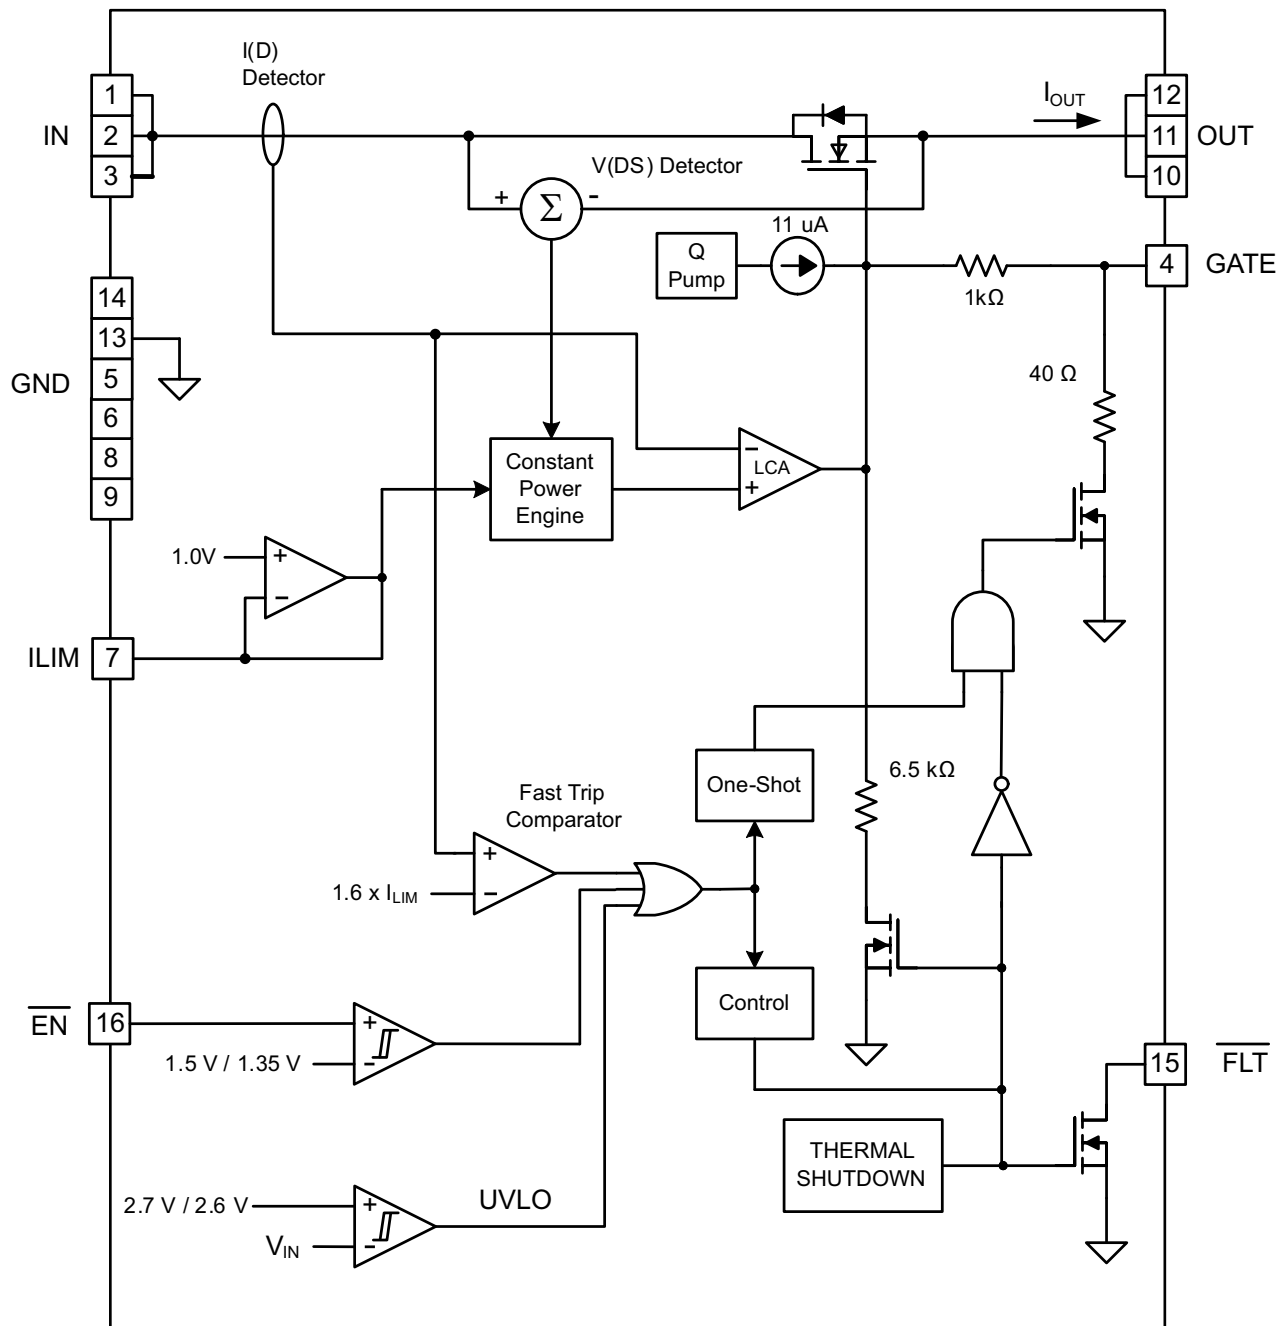 I(D)
Detector
1
2
3
IN
12
11
10
OUT
I_OUT
V(DS) Detector
+
Σ
-
11 uA
Q
Pump
1kΩ
4
GATE
14
13
5
6
8
9
GND
40 Ω
Constant
Power
Engine
−
LCA
+
1.0V
+
−
ILIM
7
One-Shot
6.5 kΩ
Fast Trip
Comparator
+
1.6 x I_LIM
−
Control
EN
16
+
1.5 V / 1.35 V
−
15
FLT
THERMAL
SHUTDOWN
2.7 V / 2.6 V
+
UVLO
V_IN
−